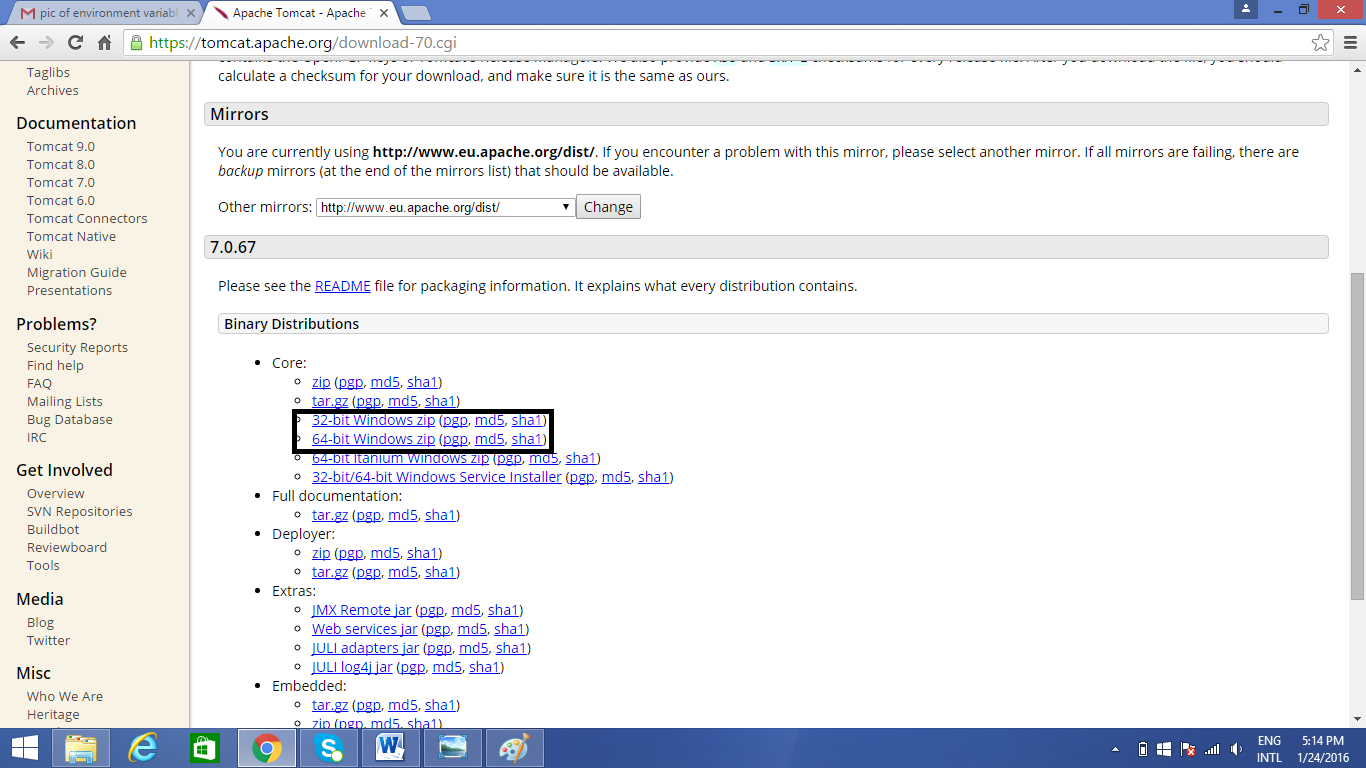 pic of environment variabl
Apache Tomcat - Apache T
https://tomcat.apache.org/download-70.cgi
Taglibs
Archives
Documentation
Tomcat 9.0
Tomcat 8.0
Tomcat 7.0
Tomcat 6.0
Tomcat Connectors
Tomcat Native
Wiki
Migration Guide
Presentations
Problems?
Security Reports
Find help
FAQ
Mailing Lists
Bug Database
IRC
Get Involved
Overview
SVN Repositories
Buildbot
Reviewboard
Tools
Media
Blog
Twitter
Misc
Who We Are
Heritage
calculate a checksum for your download, and make sure it is the same as ours.
Mirrors
You are currently using http://www.eu.apache.org/dist/. If you encounter a problem with this mirror, please select another mirror. If all mirrors are failing, there are
backup mirrors (at the end of the mirrors list) that should be available.
Other mirrors: http://www.eu.apache.org/dist/ Change
7.0.67
Please see the README file for packaging information. It explains what every distribution contains.
Binary Distributions
Core:
zip (pgp, md5, sha1)
tar.gz (pgp, md5, sha1)
32-bit Windows zip (pgp, md5, sha1)
64-bit Windows zip (pgp, md5, sha1)
64-bit Itanium Windows zip (pgp, md5, sha1)
32-bit/64-bit Windows Service Installer (pgp, md5, sha1)
Full documentation:
tar.gz (pgp, md5, sha1)
Deployer:
zip (pgp, md5, sha1)
tar.gz (pgp, md5, sha1)
Extras:
JMX Remote jar (pgp, md5, sha1)
Web services jar (pgp, md5, sha1)
JULI adapters jar (pgp, md5, sha1)
JULI log4j jar (pgp, md5, sha1)
Embedded:
tar.gz (pgp, md5, sha1)
zip (pgp, md5, sha1)
ENG
INTL
5:14 PM
1/24/2016